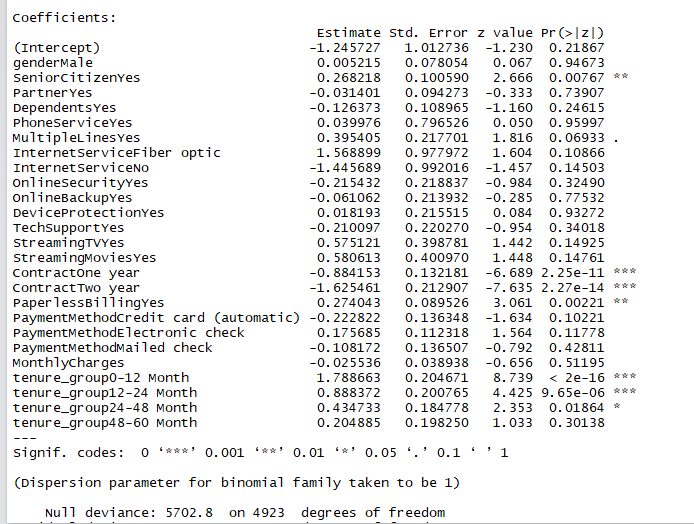 Coefficients:
Estimate Std. Error z value Pr(>|z|)
(Intercept) -1.245727 1.012736 -1.230 0.21867
genderMale 0.005215 0.078054 0.067 0.94673
SeniorCitizenYes 0.268218 0.100590 2.666 0.00767 **
PartnerYes -0.031401 0.094273 -0.333 0.73907
DependentsYes -0.126373 0.108965 -1.160 0.24615
PhoneServiceYes 0.039976 0.796526 0.050 0.95997
MultipleLinesYes 0.395405 0.217701 1.816 0.06933 .
InternetServiceFiber optic 1.568899 0.977972 1.604 0.10866
InternetServiceNo -1.445689 0.992016 -1.457 0.14503
OnlineSecurityYes -0.215432 0.218837 -0.984 0.32490
OnlineBackupYes -0.061062 0.213932 -0.285 0.77532
DeviceProtectionYes 0.018193 0.215515 0.084 0.93272
TechSupportYes -0.210097 0.220270 -0.954 0.34018
StreamingTVYes 0.575121 0.398781 1.442 0.14925
StreamingMoviesYes 0.580613 0.400970 1.448 0.14761
ContractOne year -0.884153 0.132181 -6.689 2.25e-11 ***
ContractTwo year -1.625461 0.212907 -7.635 2.27e-14 ***
PaperlessBillingYes 0.274043 0.089526 3.061 0.00221 **
PaymentMethodCredit card (automatic) -0.222822 0.136348 -1.634 0.10221
PaymentMethodElectronic check 0.175685 0.112318 1.564 0.11778
PaymentMethodMailed check -0.108172 0.136507 -0.792 0.42811
MonthlyCharges -0.025536 0.038938 -0.656 0.51195
tenure_group0-12 Month 1.788663 0.204671 8.739 < 2e-16 ***
tenure_group12-24 Month 0.888372 0.200765 4.425 9.65e-06 ***
tenure_group24-48 Month 0.434733 0.184778 2.353 0.01864 *
tenure_group48-60 Month 0.204885 0.198250 1.033 0.30138
---
Signif. codes: 0 ‘***’ 0.001 ‘**’ 0.01 ‘*’ 0.05 ‘.’ 0.1 ‘ ’ 1
(Dispersion parameter for binomial family taken to be 1)
Null deviance: 5702.8 on 4923 degrees of freedom